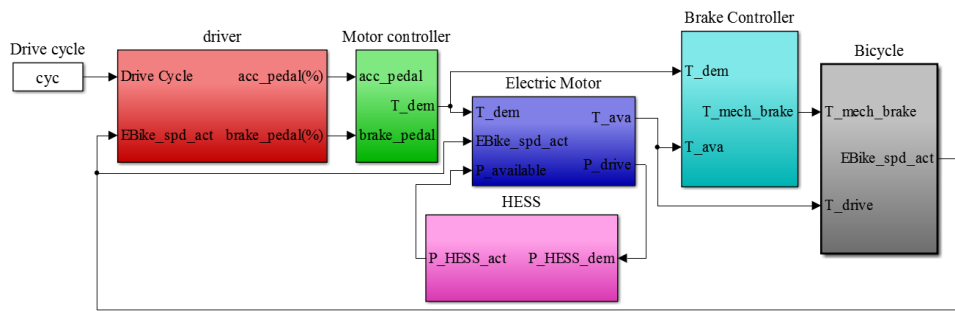 Drive cycle
cyc
driver
Drive Cycle
acc_pedal(%)
EBike_spd_act
brake_pedal(%)
Motor controller
acc_pedal
T_dem
brake_pedal
Electric Motor
T_dem
T_ava
EBike_spd_act
P_drive
P_available
HESS
P_HESS_act
P_HESS_dem
Brake Controller
T_dem
T_mech_brake
T_ava
Bicycle
T_mech_brake
EBike_spd_act
T_drive